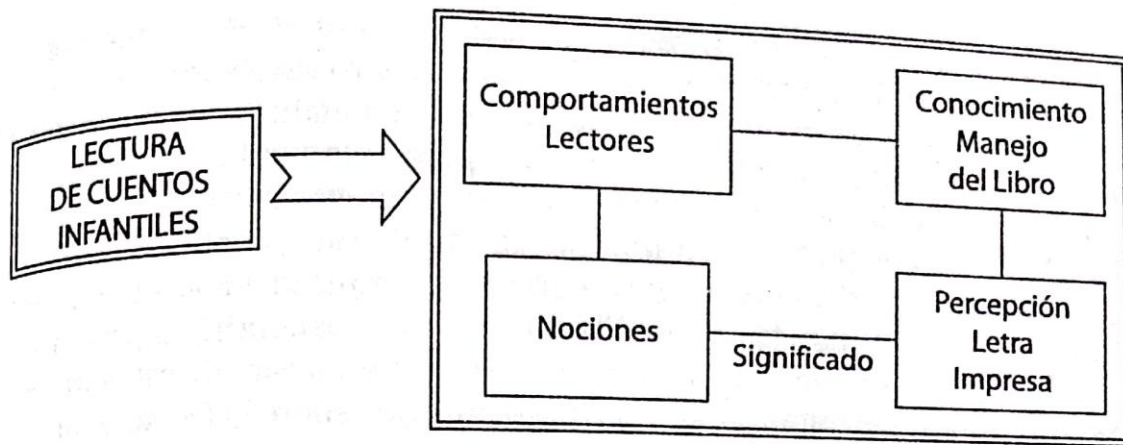 LECTURA
DE CUENTOS
INFANTILES
Comportamientos
Lectores
Conocimiento
Manejo
del Libro
Nociones
Significado
Percepción
Letra
Impresa